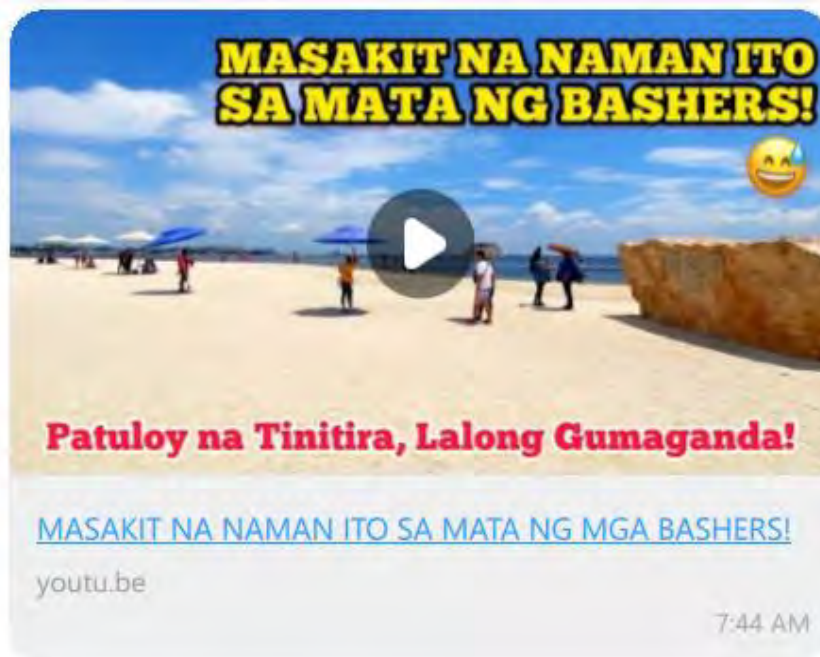 MASAKIT NA NAMAN ITO
SA MATA NG BASHERS!
Patuloy na Tinitira, Lalong Gumaganda!
MASAKIT NA NAMAN ITO SA MATA NG MGA BASHERS!
youtu.be
7:44 AM